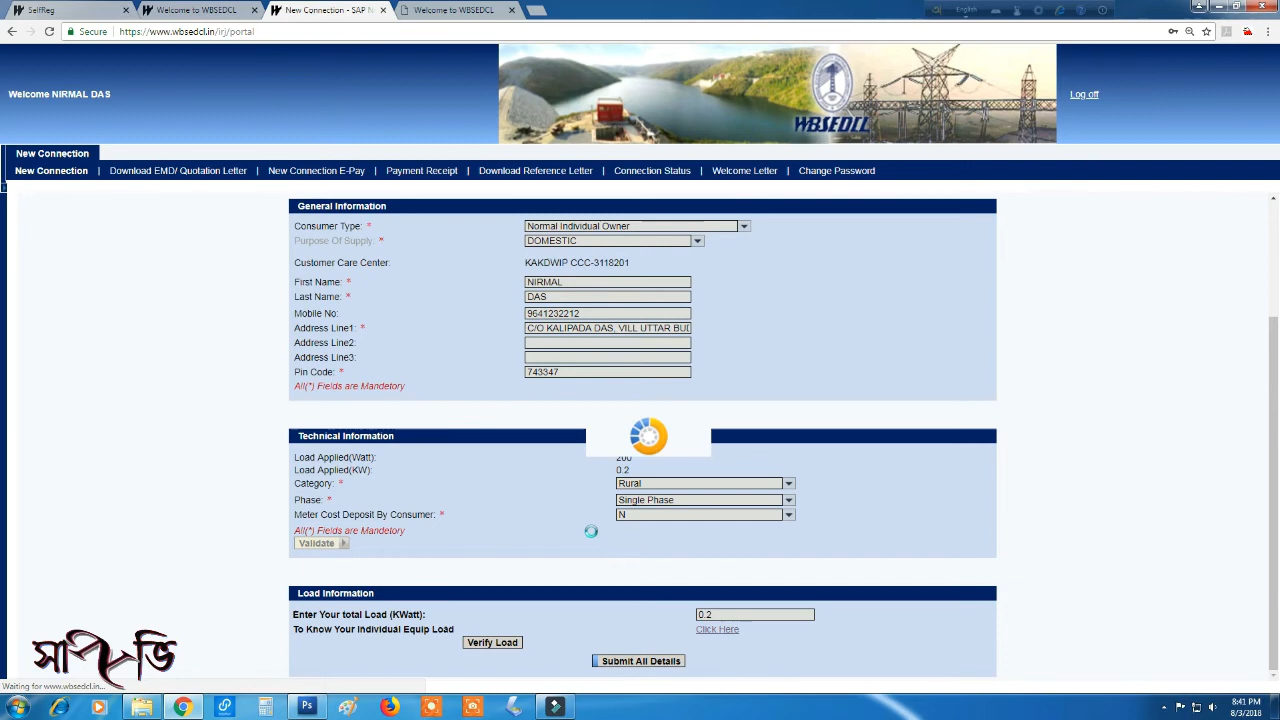 SelfReg
Welcome to WBSEDCL
New Connection - SAP N
Welcome to WBSEDCL
English
Secure https://www.wbsedcl.in/irj/portal
Welcome NIRMAL DAS
WBSEDCL
Log off
New Connection
New Connection | Download EMD/ Quotation Letter | New Connection E-Pay | Payment Receipt | Download Reference Letter | Connection Status | Welcome Letter | Change Password
General Information
Consumer Type: * Normal Individual Owner
Purpose Of Supply: * DOMESTIC
Customer Care Center: KAKDWIP CCC-3118201
First Name: * NIRMAL
Last Name: * DAS
Mobile No: 9641232212
Address Line1: * C/O KALIPADA DAS, VILL UTTAR BUD
Address Line2:
Address Line3:
Pin Code: * 743347
All(*) Fields are Mandetory
Technical Information
Load Applied(Watt): 200
Load Applied(KW): 0.2
Category: * Rural
Phase: * Single Phase
Meter Cost Deposit By Consumer: * N
All(*) Fields are Mandetory
Validate
Load Information
Enter Your total Load (KWatt): 0.2
To Know Your Individual Equip Load Click Here
Verify Load
Submit All Details
Waiting for www.wbsedcl.in...
Ps
8:41 PM
8/3/2018